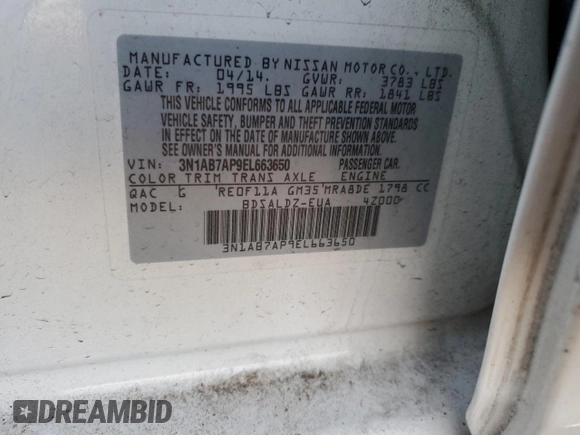 MANUFACTURED BY NISSAN MOTOR CO., LTD.
DATE: 04/14. GVWR: 3783 LBS
GAWR FR: 1995 LBS GAWR RR: 1841 LBS
THIS VEHICLE CONFORMS TO ALL APPLICABLE FEDERAL MOTOR
VEHICLE SAFETY, BUMPER AND THEFT PREVENTION STANDARDS
IN EFFECT ON THE DATE OF MANUFACTURE SHOWN ABOVE.
SEE OWNER'S MANUAL FOR ADDITIONAL INFORMATION.
VIN: 3N1AB7AP9EL663650 PASSENGER CAR.
COLOR TRIM TRANS AXLE ENGINE
QAC G RE0F11A GM35 MRA8DE 1798 CC
MODEL: BDSALDZ-EUA 4Z000
3N1AB7AP9EL663650
DREAMBID